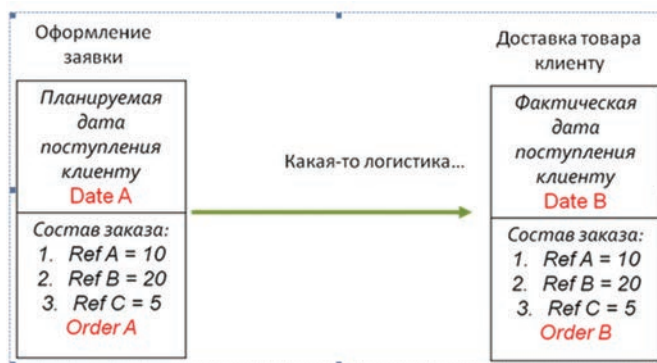 Оформление
заявки
Планируемая
дата
поступления
клиенту
Date A
Состав заказа:
1. Ref A = 10
2. Ref B = 20
3. Ref C = 5
Order A
Какая-то логистика...
Доставка товара
клиенту
Фактическая
дата
поступления
клиенту
Date B
Состав заказа:
1. Ref A = 10
2. Ref B = 20
3. Ref C = 5
Order B